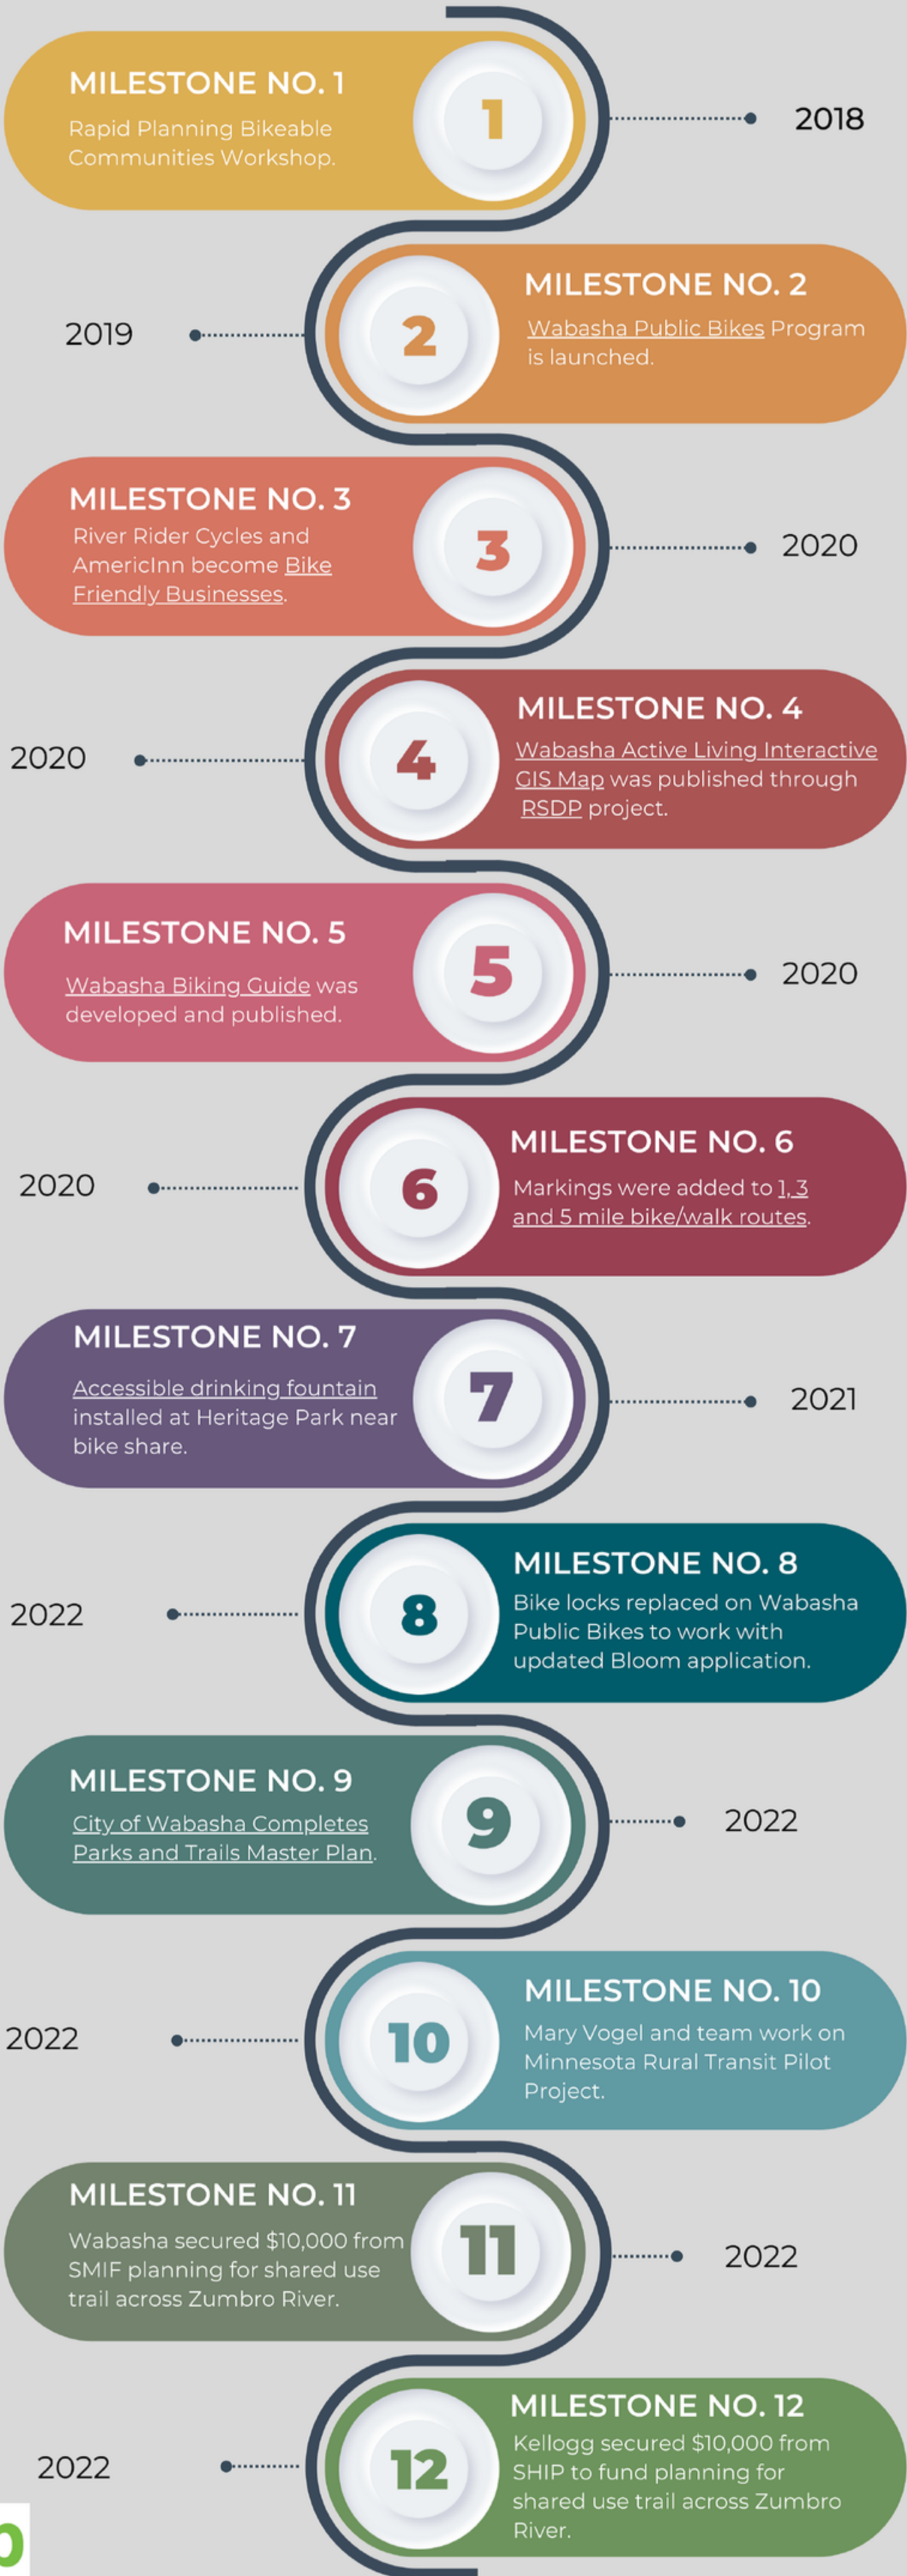 MILESTONE NO. 1
Rapid Planning Bikeable
Communities Workshop.
1
2018
2019
2
MILESTONE NO. 2
Wabasha Public Bikes Program
is launched.
MILESTONE NO. 3
River Rider Cycles and
AmericInn become Bike
Friendly Businesses.
3
2020
2020
4
MILESTONE NO. 4
Wabasha Active Living Interactive
GIS Map was published through
RSDP project.
MILESTONE NO. 5
Wabasha Biking Guide was
developed and published.
5
2020
2020
6
MILESTONE NO. 6
Markings were added to 1, 3
and 5 mile bike/walk routes.
MILESTONE NO. 7
Accessible drinking fountain
installed at Heritage Park near
bike share.
7
2021
2022
8
MILESTONE NO. 8
Bike locks replaced on Wabasha
Public Bikes to work with
updated Bloom application.
MILESTONE NO. 9
City of Wabasha Completes
Parks and Trails Master Plan.
9
2022
2022
10
MILESTONE NO. 10
Mary Vogel and team work on
Minnesota Rural Transit Pilot
Project.
MILESTONE NO. 11
Wabasha secured $10,000 from
SMIF planning for shared use
trail across Zumbro River.
11
2022
2022
12
MILESTONE NO. 12
Kellogg secured $10,000 from
SHIP to fund planning for
shared use trail across Zumbro
River.